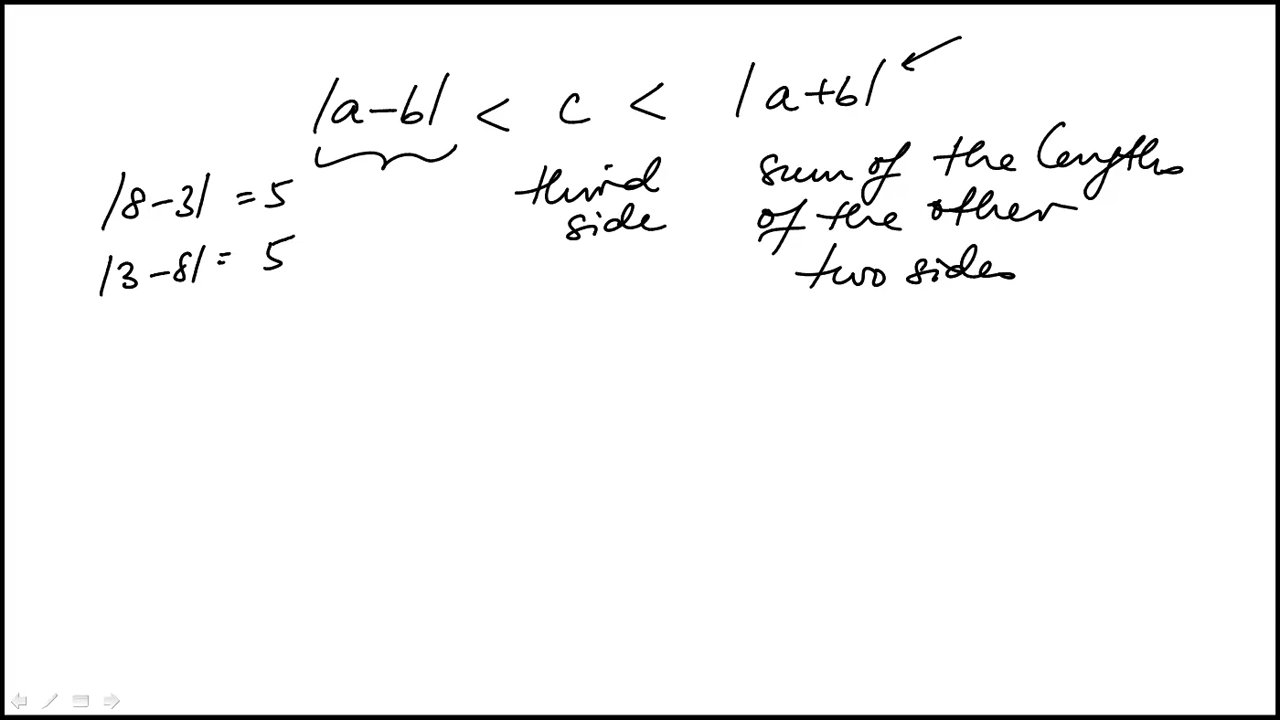 |a-b| < c < |a+b|
|8-3| = 5
|3-8| = 5
third
side
sum of the lengths
of the other
two sides